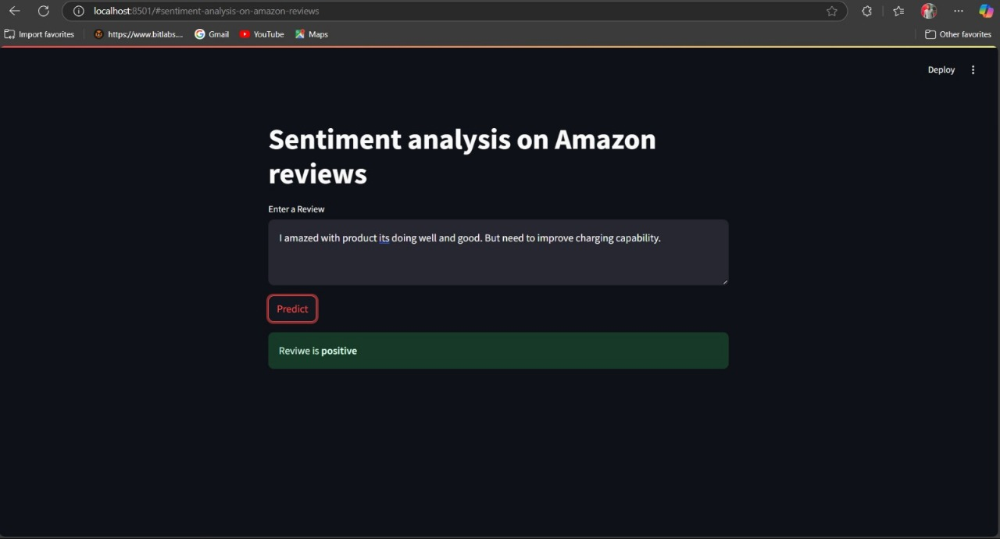 localhost:8501/#sentiment-analysis-on-amazon-reviews
Import favorites
https://www.bitlabs....
Gmail
YouTube
Maps
Other favorites
Deploy
Sentiment analysis on Amazon
reviews
Enter a Review
I amazed with product its doing well and good. But need to improve charging capability.
Predict
Reviwe is positive